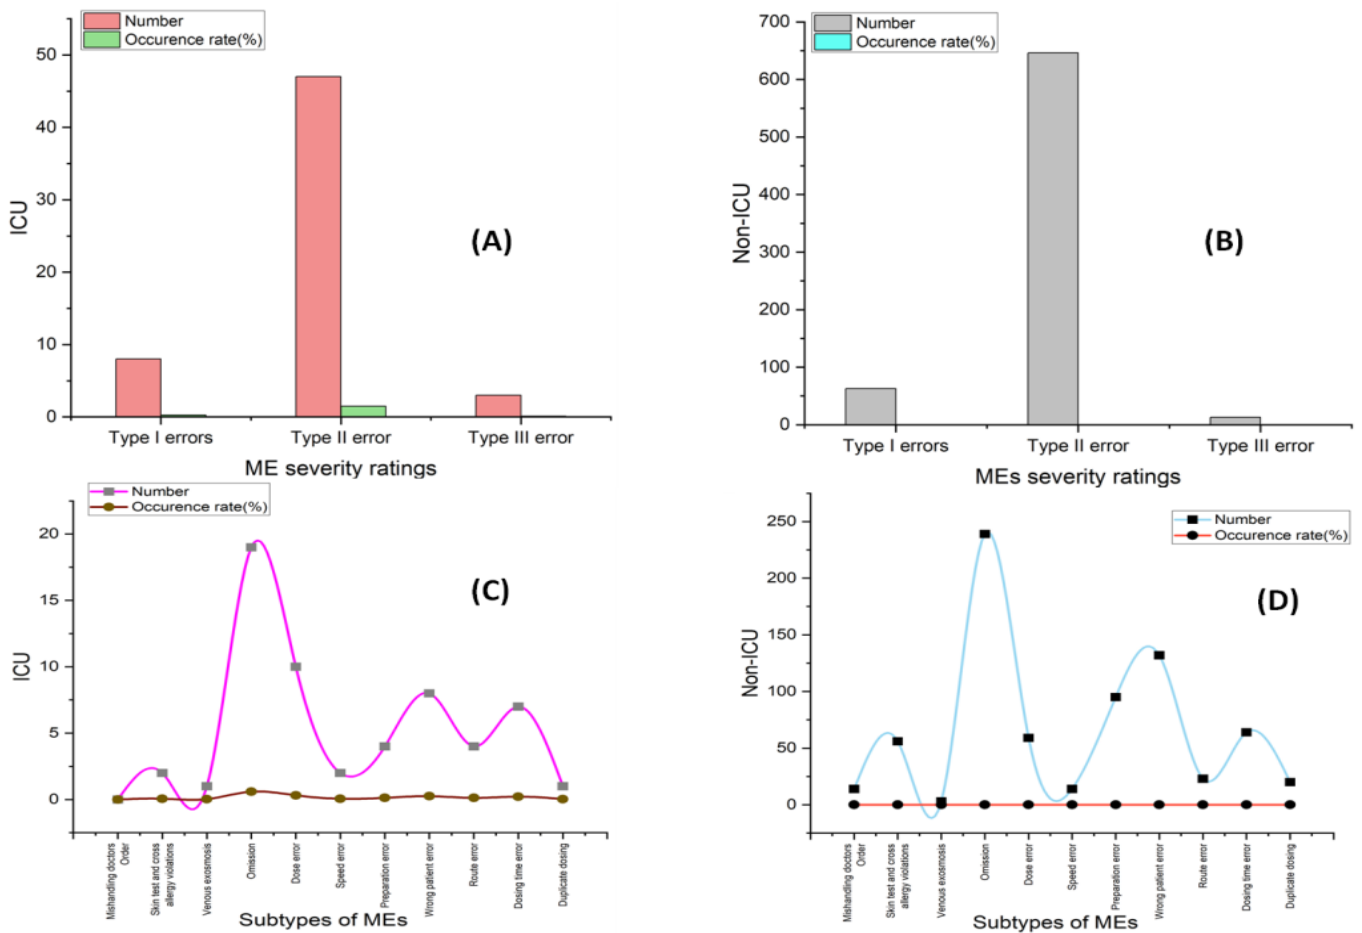 Number
Occurence rate(%)
50
40
30
20
10
0
ICU
(A)
Type I errors
Type II error
Type III error
ME severity ratings
Number
Occurence rate(%)
700
600
500
400
300
200
100
0
Non-ICU
(B)
Type I errors
Type II error
Type III error
MEs severity ratings
Number
Occurence rate(%)
20
15
10
5
0
ICU
(C)
Mishandling doctors
Order
Skin test and cross
allergy violations
Venous exosmosis
Omission
Dose error
Speed error
Preparation error
Wrong patient error
Route error
Dosing time error
Duplicate dosing
Subtypes of MEs
Number
Occurence rate(%)
250
200
150
100
50
0
Non-ICU
(D)
Mishandling doctors
Order
Skin test and cross
allergy violations
Venous exosmosis
Omission
Dose error
Speed error
Preparation error
Wrong patient error
Route error
Dosing time error
Duplicate dosing
Subtypes of MEs